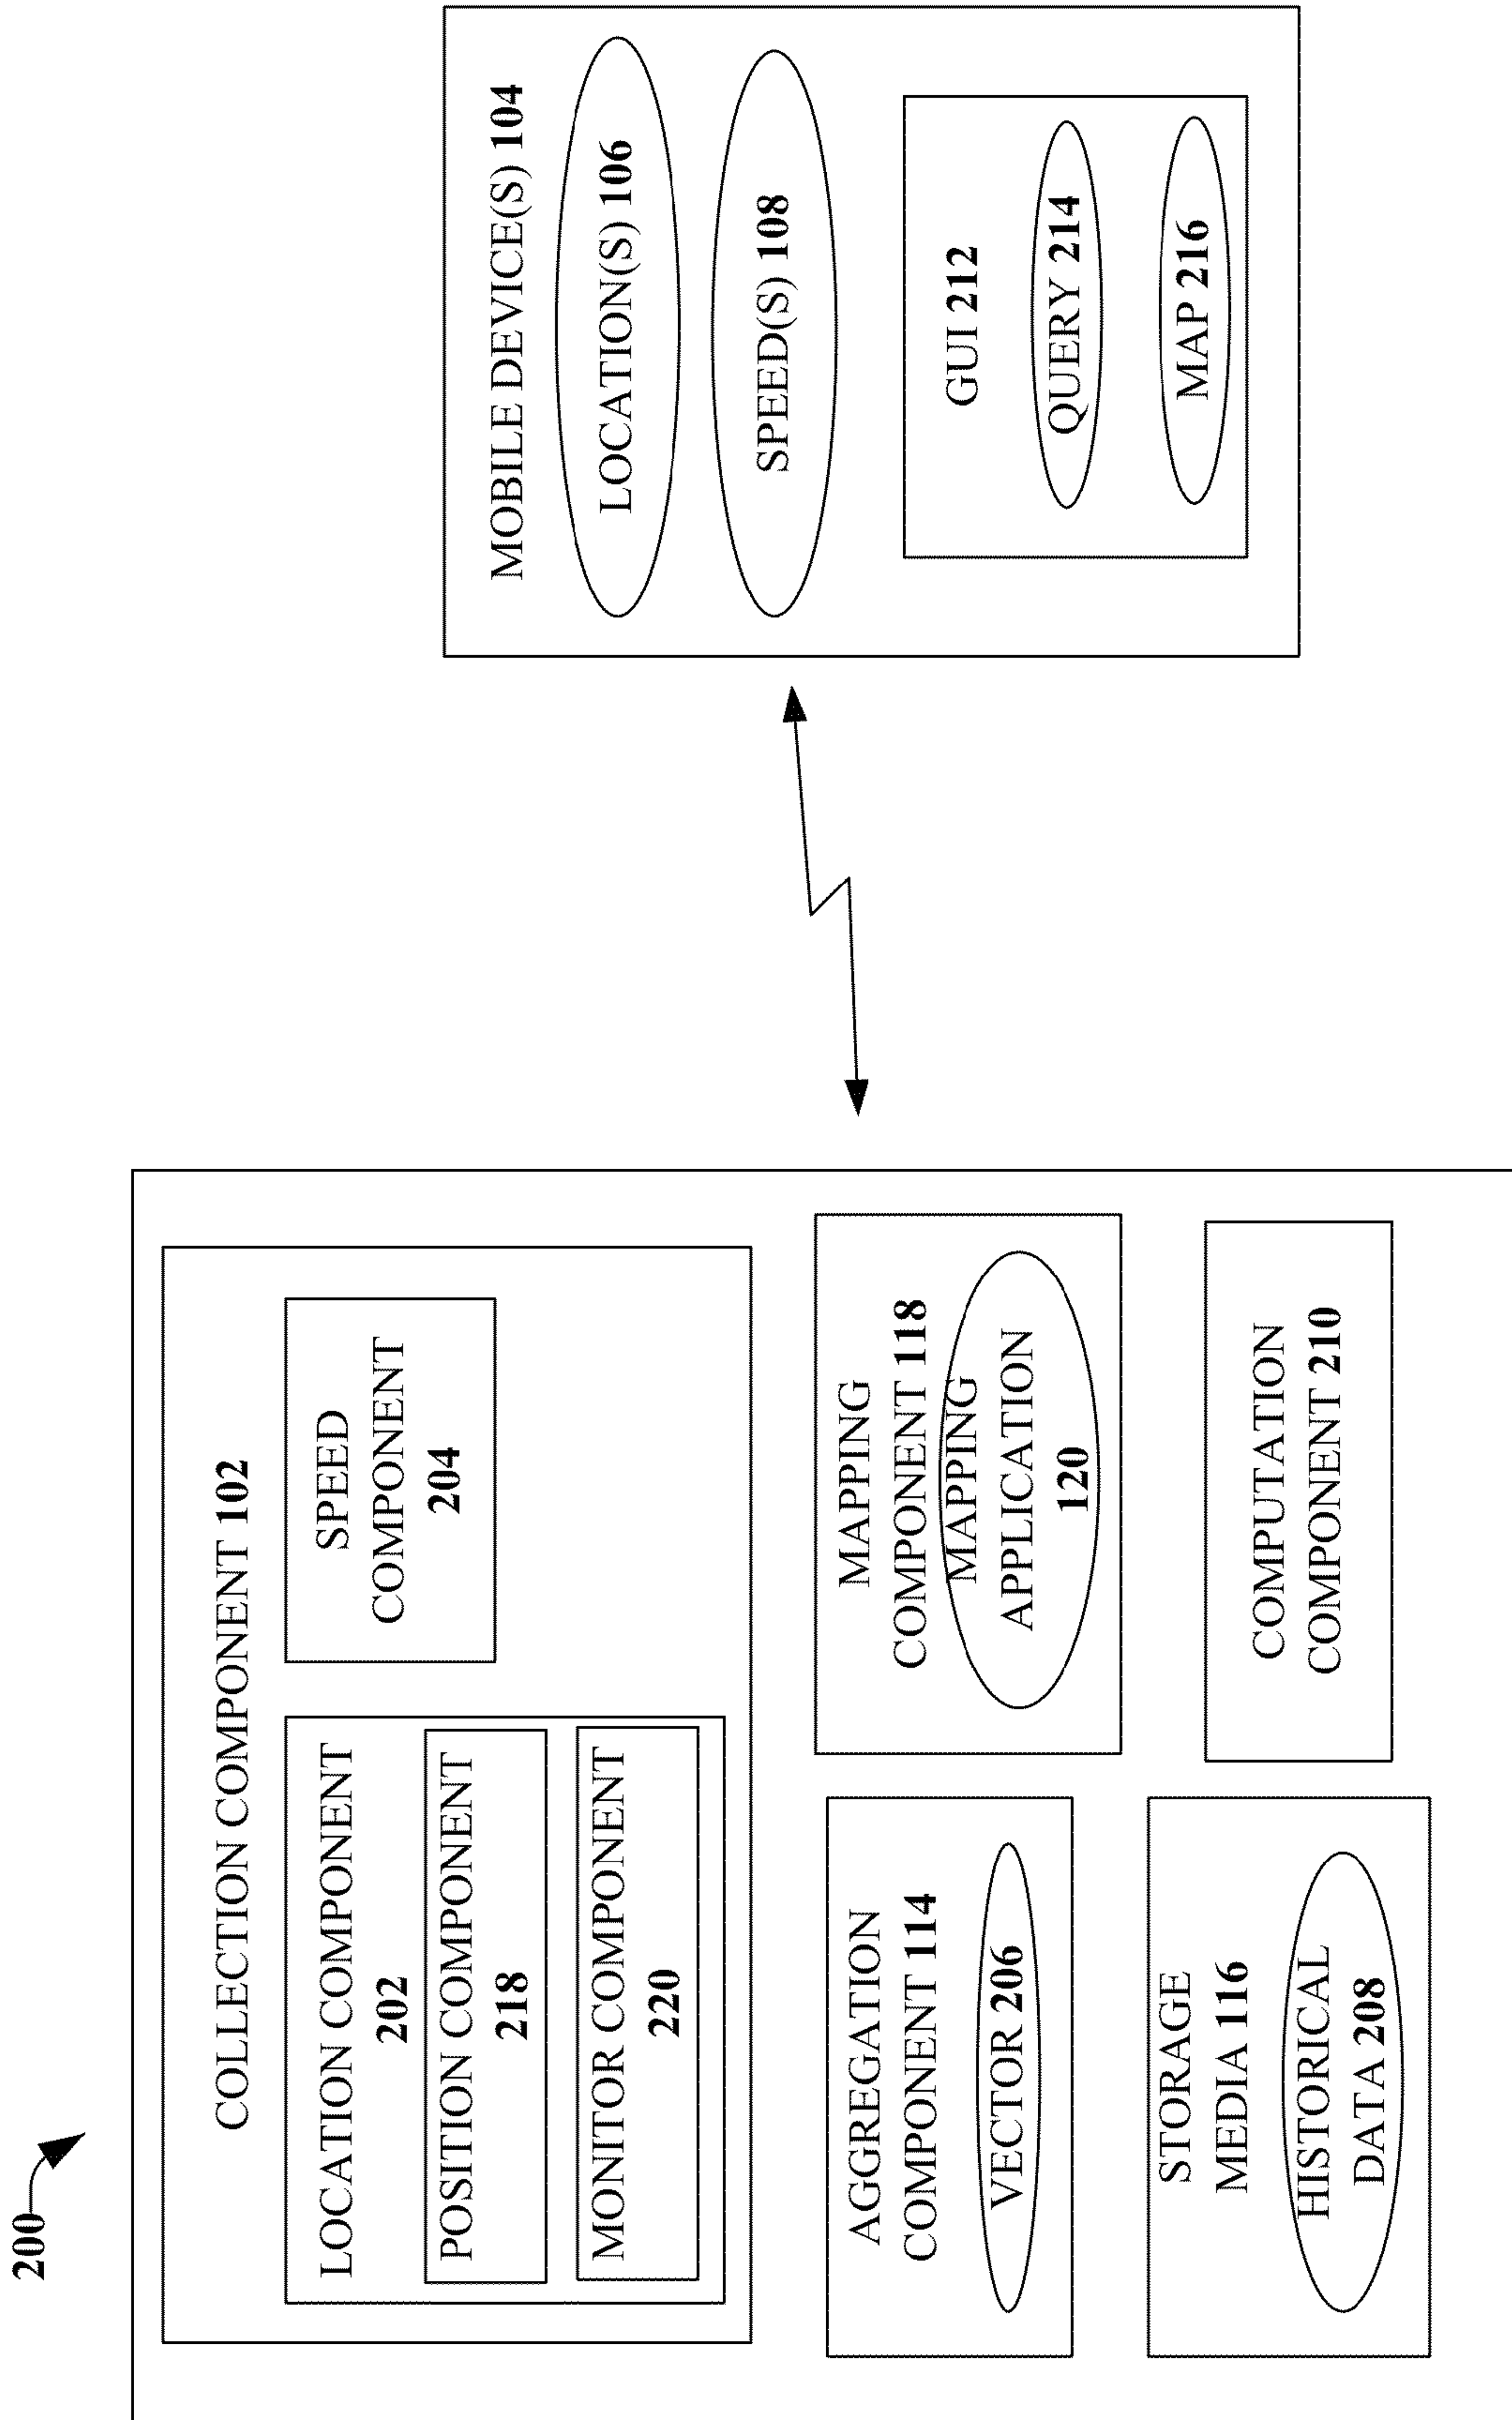 200
COLLECTION COMPONENT 102
LOCATION COMPONENT
202
POSITION COMPONENT
218
MONITOR COMPONENT
220
SPEED
COMPONENT
204
AGGREGATION
COMPONENT 114
VECTOR 206
MAPPING
COMPONENT 118
MAPPING
APPLICATION
120
STORAGE
MEDIA 116
HISTORICAL
DATA 208
COMPUTATION
COMPONENT 210
MOBILE DEVICE(S) 104
LOCATION(S) 106
SPEED(S) 108
GUI 212
QUERY 214
MAP 216